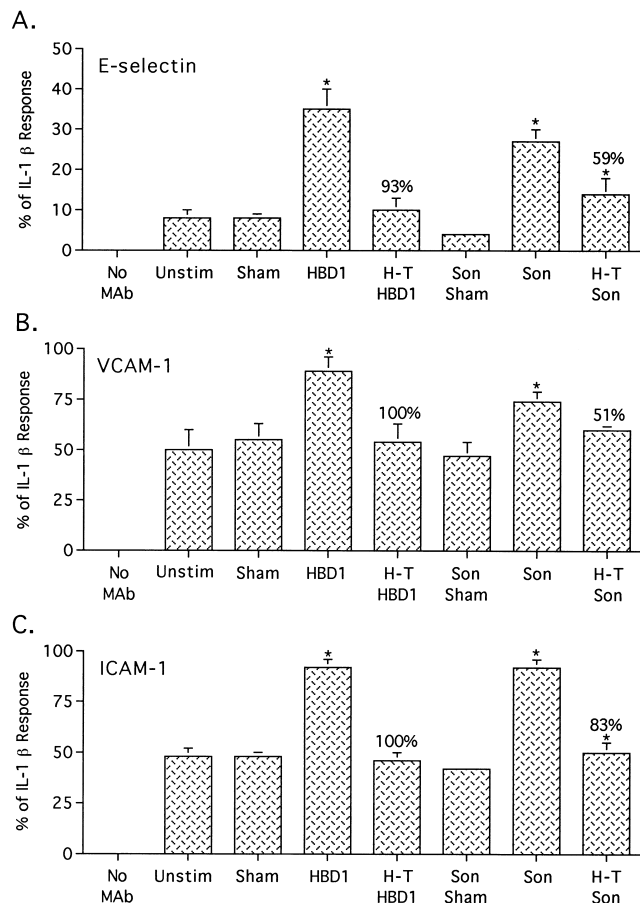 A.
E-selectin
% of IL-1 β Response
50
40
30
20
10
0
*
93%
*
59%
*
No MAb
Unstim
Sham
HBD1
H-T HBD1
Son Sham
Son
H-T Son
B.
VCAM-1
% of IL-1 β Response
100
75
50
25
0
*
100%
*
51%
No MAb
Unstim
Sham
HBD1
H-T HBD1
Son Sham
Son
H-T Son
C.
ICAM-1
% of IL-1 β Response
100
75
50
25
0
*
100%
*
83%
*
No MAb
Unstim
Sham
HBD1
H-T HBD1
Son Sham
Son
H-T Son